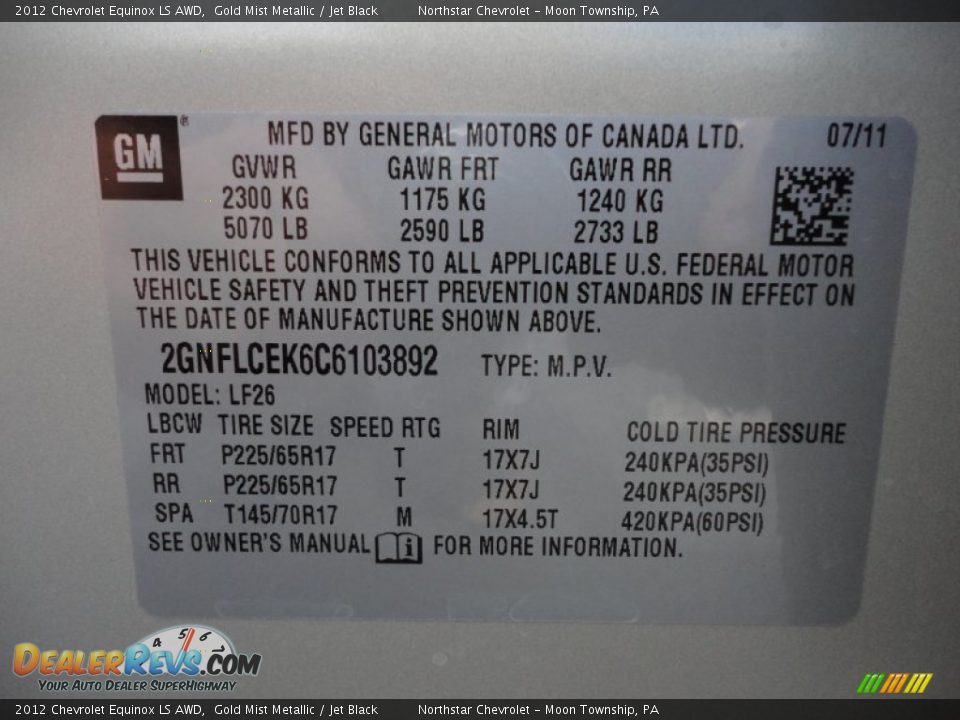 2012 Chevrolet Equinox LS AWD, Gold Mist Metallic / Jet Black Northstar Chevrolet - Moon Township, PA
GM ® MFD BY GENERAL MOTORS OF CANADA LTD. 07/11
GVWR GAWR FRT GAWR RR
2300 KG 1175 KG 1240 KG
5070 LB 2590 LB 2733 LB
THIS VEHICLE CONFORMS TO ALL APPLICABLE U.S. FEDERAL MOTOR
VEHICLE SAFETY AND THEFT PREVENTION STANDARDS IN EFFECT ON
THE DATE OF MANUFACTURE SHOWN ABOVE.
2GNFLCEK6C6103892 TYPE: M.P.V.
MODEL: LF26
LBCW TIRE SIZE SPEED RTG RIM COLD TIRE PRESSURE
FRT P225/65R17 T 17X7J 240KPA(35PSI)
RR P225/65R17 T 17X7J 240KPA(35PSI)
SPA T145/70R17 M 17X4.5T 420KPA(60PSI)
SEE OWNER'S MANUAL i FOR MORE INFORMATION.
4 5 6 7
DEALERREVS.COM
YOUR AUTO DEALER SUPERHIGHWAY
2012 Chevrolet Equinox LS AWD, Gold Mist Metallic / Jet Black Northstar Chevrolet - Moon Township, PA